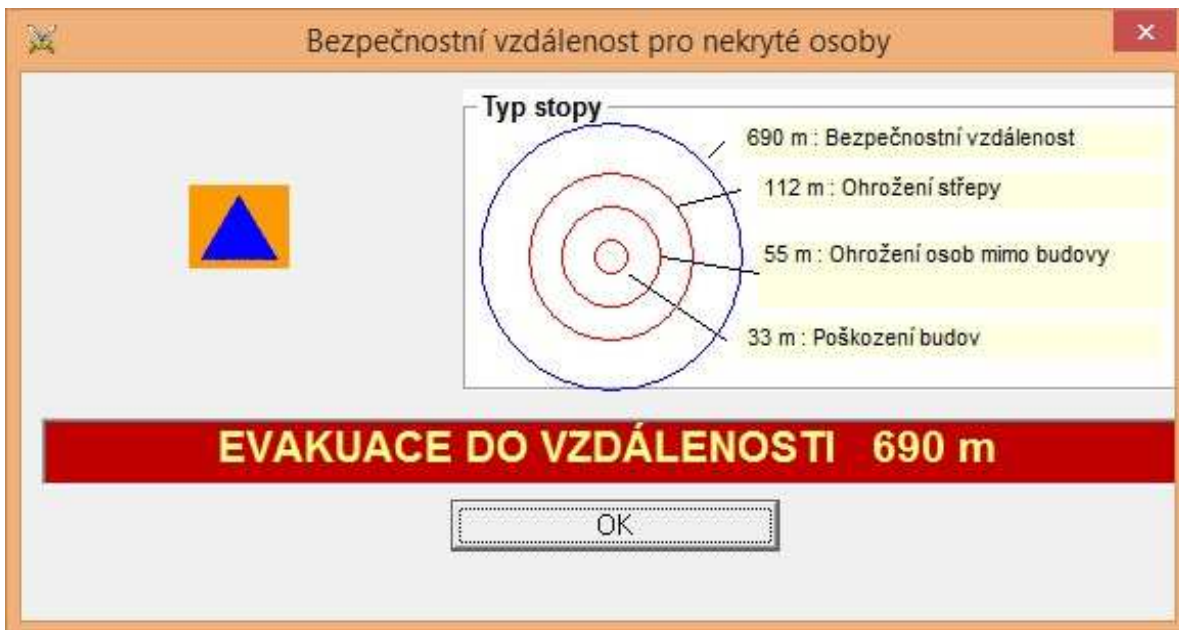 Bezpečnostní vzdálenost pro nekryté osoby
Typ stopy
690 m : Bezpečnostní vzdálenost
112 m : Ohrožení střepy
55 m : Ohrožení osob mimo budovy
33 m : Poškození budov
EVAKUACE DO VZDÁLENOSTI 690 m
OK